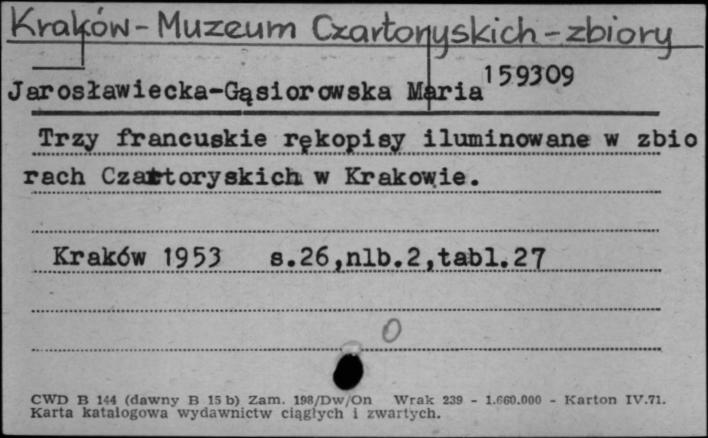 Kraków - Muzeum Czartoryskich - zbiory
159309
Jarosławiecka-Gąsiorowska Maria
Trzy francuskie rękopisy iluminowane w zbio
rach Czartoryskich w Krakowie.
Kraków 1953 s.26,nlb.2,tabl.27
0
CWD B 144 (dawny B 15 b) Zam. 198/Dw/On Wrak 239 - 1.660.000 - Karton IV.71.
Karta katalogowa wydawnictw ciągłych i zwartych.